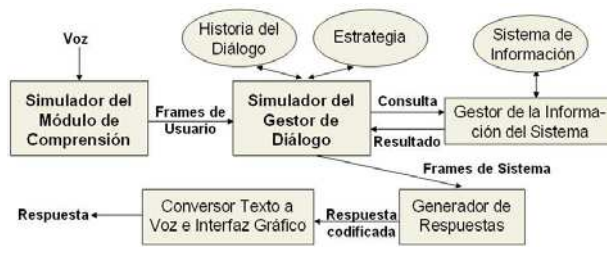 Voz
Historia del
Diálogo
Estrategia
Sistema de
Información
Simulador del
Módulo de
Comprensión
Frames de
Usuario
Simulador del
Gestor de
Diálogo
Consulta
Resultado
Gestor de la Informa-
ción del Sistema
Frames de Sistema
Respuesta
Conversor Texto a
Voz e Interfaz Gráfico
Respuesta
codificada
Generador de
Respuestas